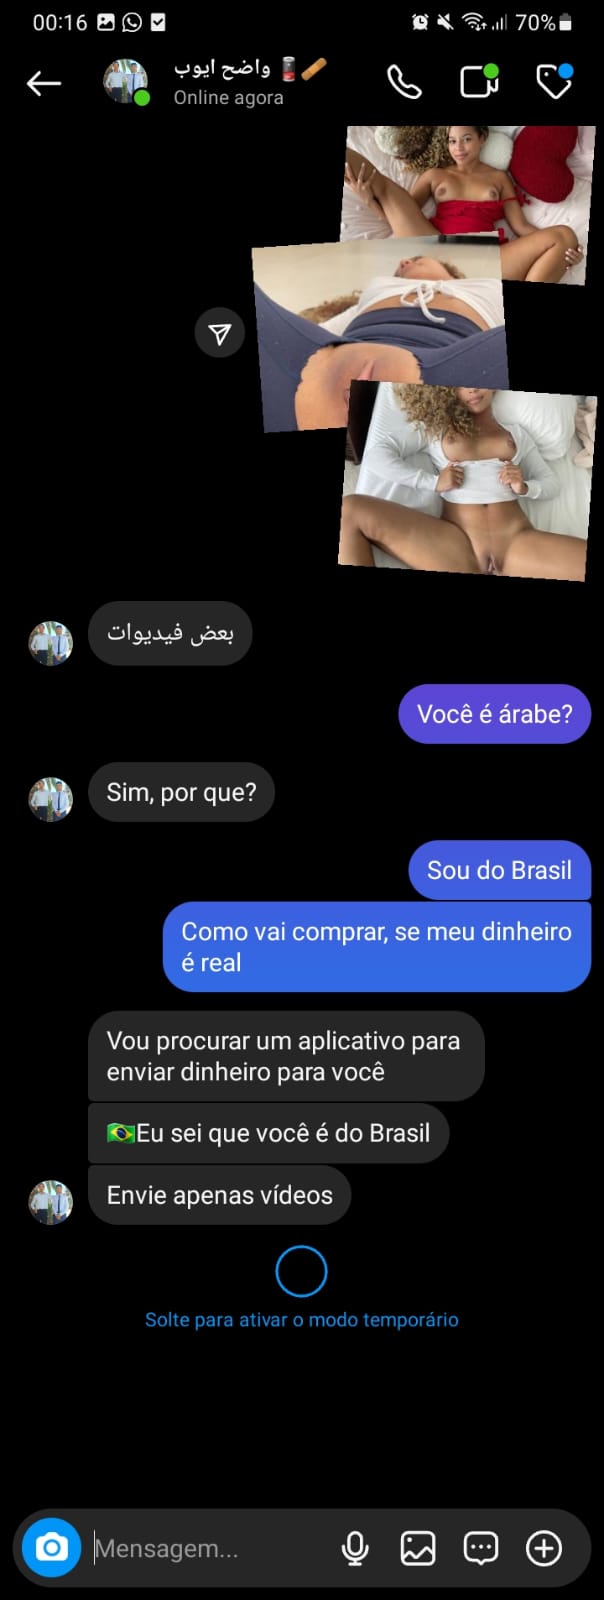 00:16
70%
واضح ايوب
Online agora
بعض فيديوات
Você é árabe?
Sim, por que?
Sou do Brasil
Como vai comprar, se meu dinheiro
é real
Vou procurar um aplicativo para
enviar dinheiro para você
🇧🇷Eu sei que você é do Brasil
Envie apenas vídeos
Solte para ativar o modo temporário
Mensagem...